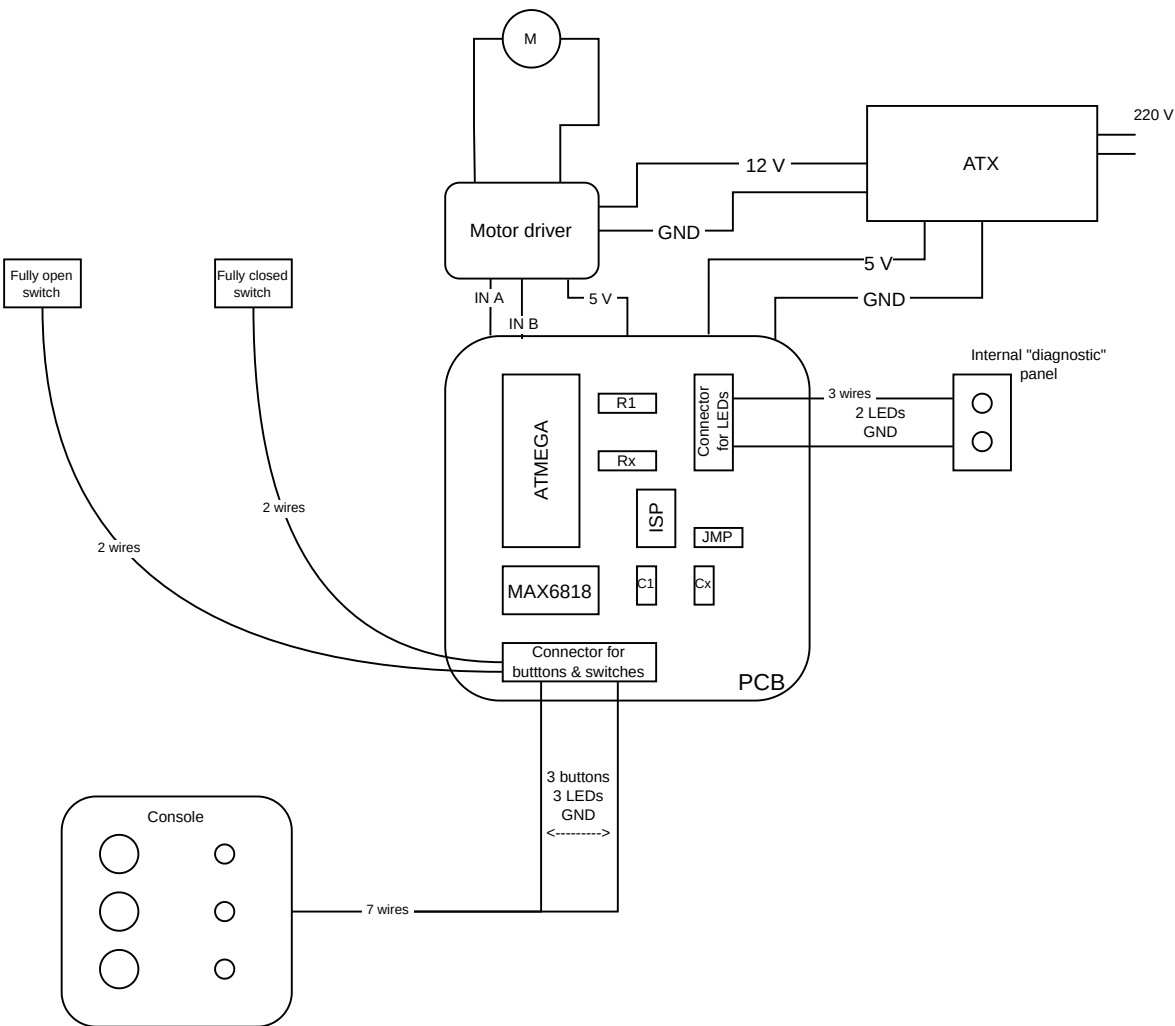 M
220 V
ATX
12 V
Motor driver
GND
5 V
GND
Fully open
switch
Fully closed
switch
IN A
5 V
IN B
Internal "diagnostic"
panel
3 wires
2 LEDs
GND
Connector
for LEDs
R1
Rx
ATMEGA
ISP
JMP
2 wires
2 wires
MAX6818
C1
Cx
Connector for
butttons & switches
PCB
3 buttons
3 LEDs
GND
<--------->
Console
7 wires